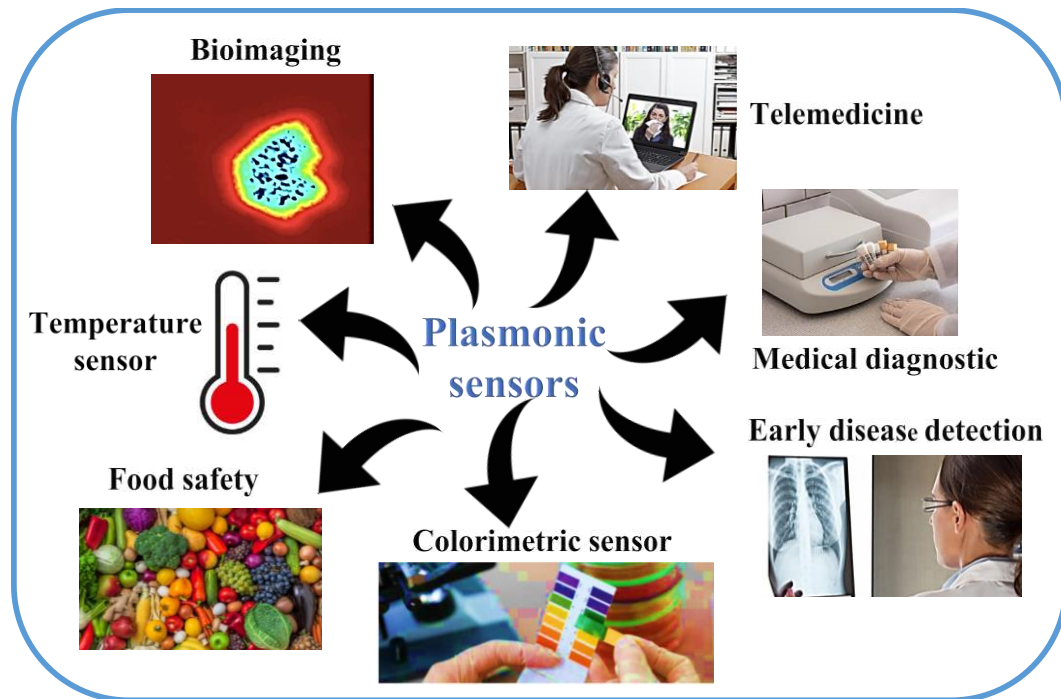 Bioimaging
Telemedicine
Temperature
sensor
Plasmonic
sensors
Medical diagnostic
Early disease detection
Food safety
Colorimetric sensor